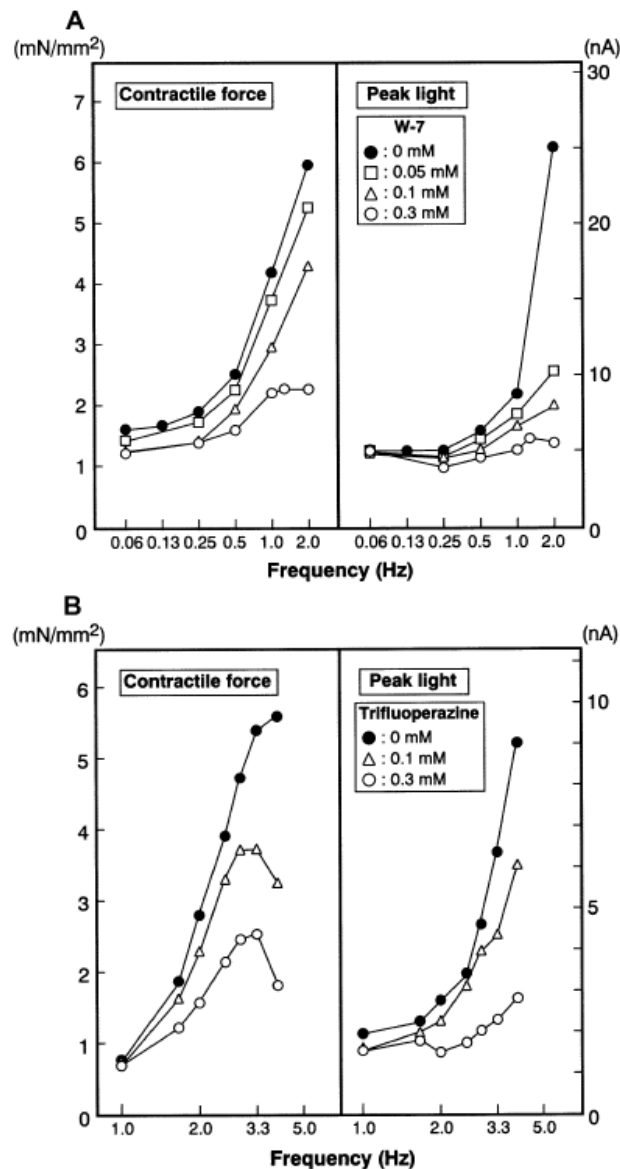 A
(mN/mm²) (nA)
Contractile force Peak light
W-7
: 0 mM
: 0.05 mM
: 0.1 mM
: 0.3 mM
7
6
5
4
3
2
1
0
30
20
10
0
0.06 0.13 0.25 0.5 1.0 2.0 0.06 0.13 0.25 0.5 1.0 2.0
Frequency (Hz)
B
(mN/mm²) (nA)
Contractile force Peak light
Trifluoperazine
: 0 mM
: 0.1 mM
: 0.3 mM
6
5
4
3
2
1
0
10
5
0
1.0 2.0 3.3 5.0 1.0 2.0 3.3 5.0
Frequency (Hz)